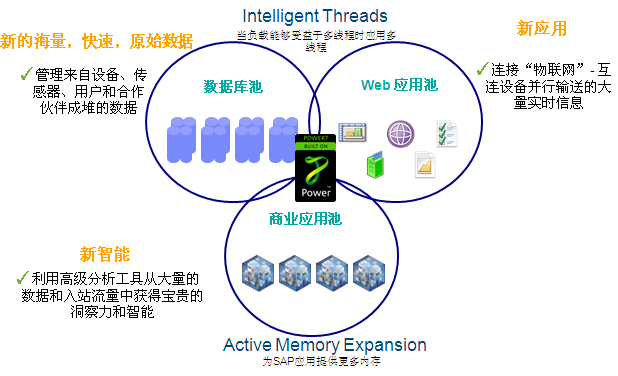 Intelligent Threads
当负载能够受益于多线程时应用多
线程
新的海量，快速，原始数据
✓管理来自设备、传
感器、用户和合作
伙伴成堆的数据
数据库池
Web 应用池
新应用
✓连接“物联网”- 互
连设备并行输送的大
量实时信息
POWER7
BUILT ON
Power
商业应用池
新智能
✓利用高级分析工具从大量的
数据和入站流量中获得宝贵的
洞察力和智能
Active Memory Expansion
为SAP应用提供更多内存